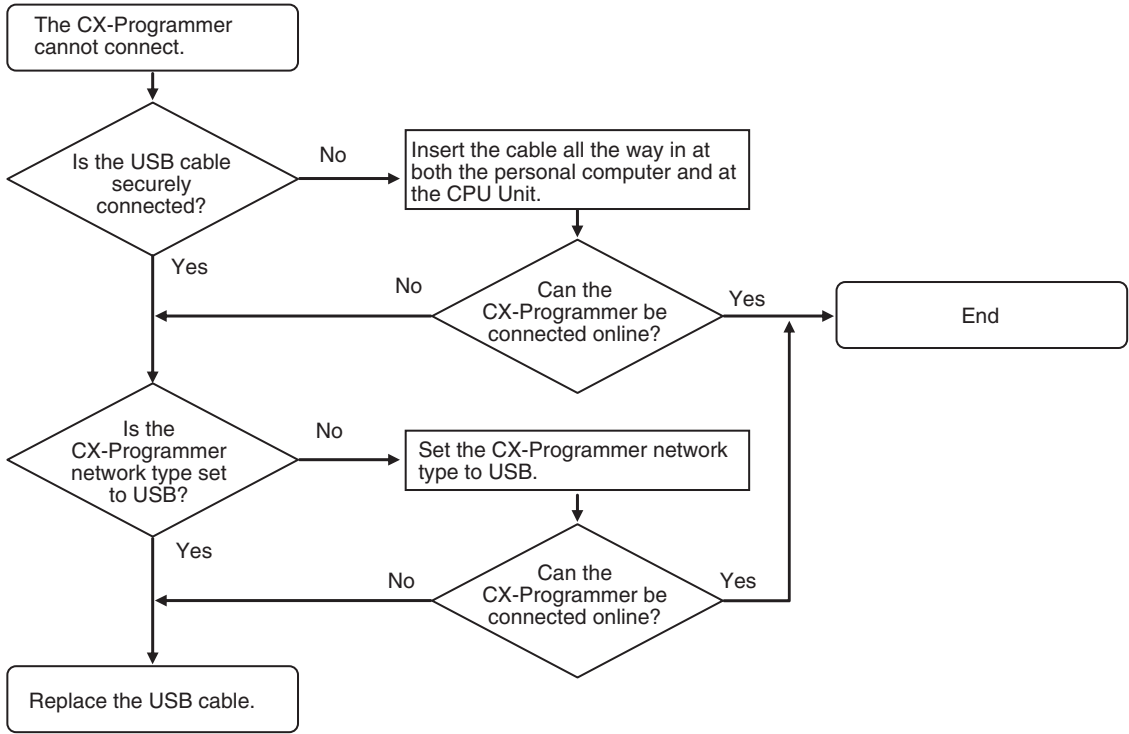 The CX-Programmer
cannot connect.
Is the USB cable
securely
connected?
No
Insert the cable all the way in at
both the personal computer and at
the CPU Unit.
Yes
No
Can the
CX-Programmer be
connected online?
Yes
End
Is the
CX-Programmer
network type set
to USB?
No
Set the CX-Programmer network
type to USB.
Yes
No
Can the
CX-Programmer be
connected online?
Yes
Replace the USB cable.